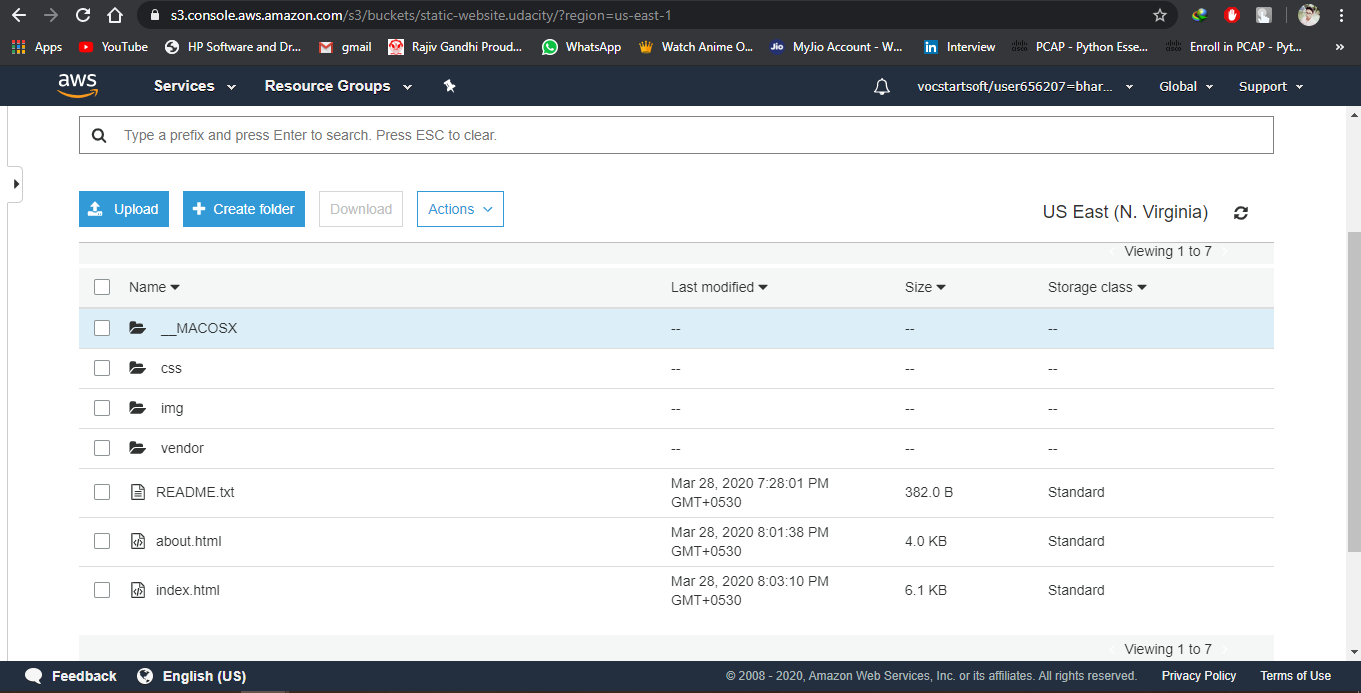 s3.console.aws.amazon.com/s3/buckets/static-website.udacity/?region=us-east-1
Apps YouTube HP Software and Dr... gmail Rajiv Gandhi Proud... WhatsApp Watch Anime O... Jio MyJio Account - W... in Interview PCAP - Python Esse... Enroll in PCAP - Pyt... »
aws Services Resource Groups vocstartsoft/user656207=bhar... Global Support
Type a prefix and press Enter to search. Press ESC to clear.
Upload + Create folder Download Actions US East (N. Virginia)
Viewing 1 to 7
Name Last modified Size Storage class
__MACOSX -- -- --
css -- -- --
img -- -- --
vendor -- -- --
README.txt Mar 28, 2020 7:28:01 PM GMT+0530 382.0 B Standard
about.html Mar 28, 2020 8:01:38 PM GMT+0530 4.0 KB Standard
index.html Mar 28, 2020 8:03:10 PM GMT+0530 6.1 KB Standard
Viewing 1 to 7
Feedback English (US) © 2008 - 2020, Amazon Web Services, Inc. or its affiliates. All rights reserved. Privacy Policy Terms of Use